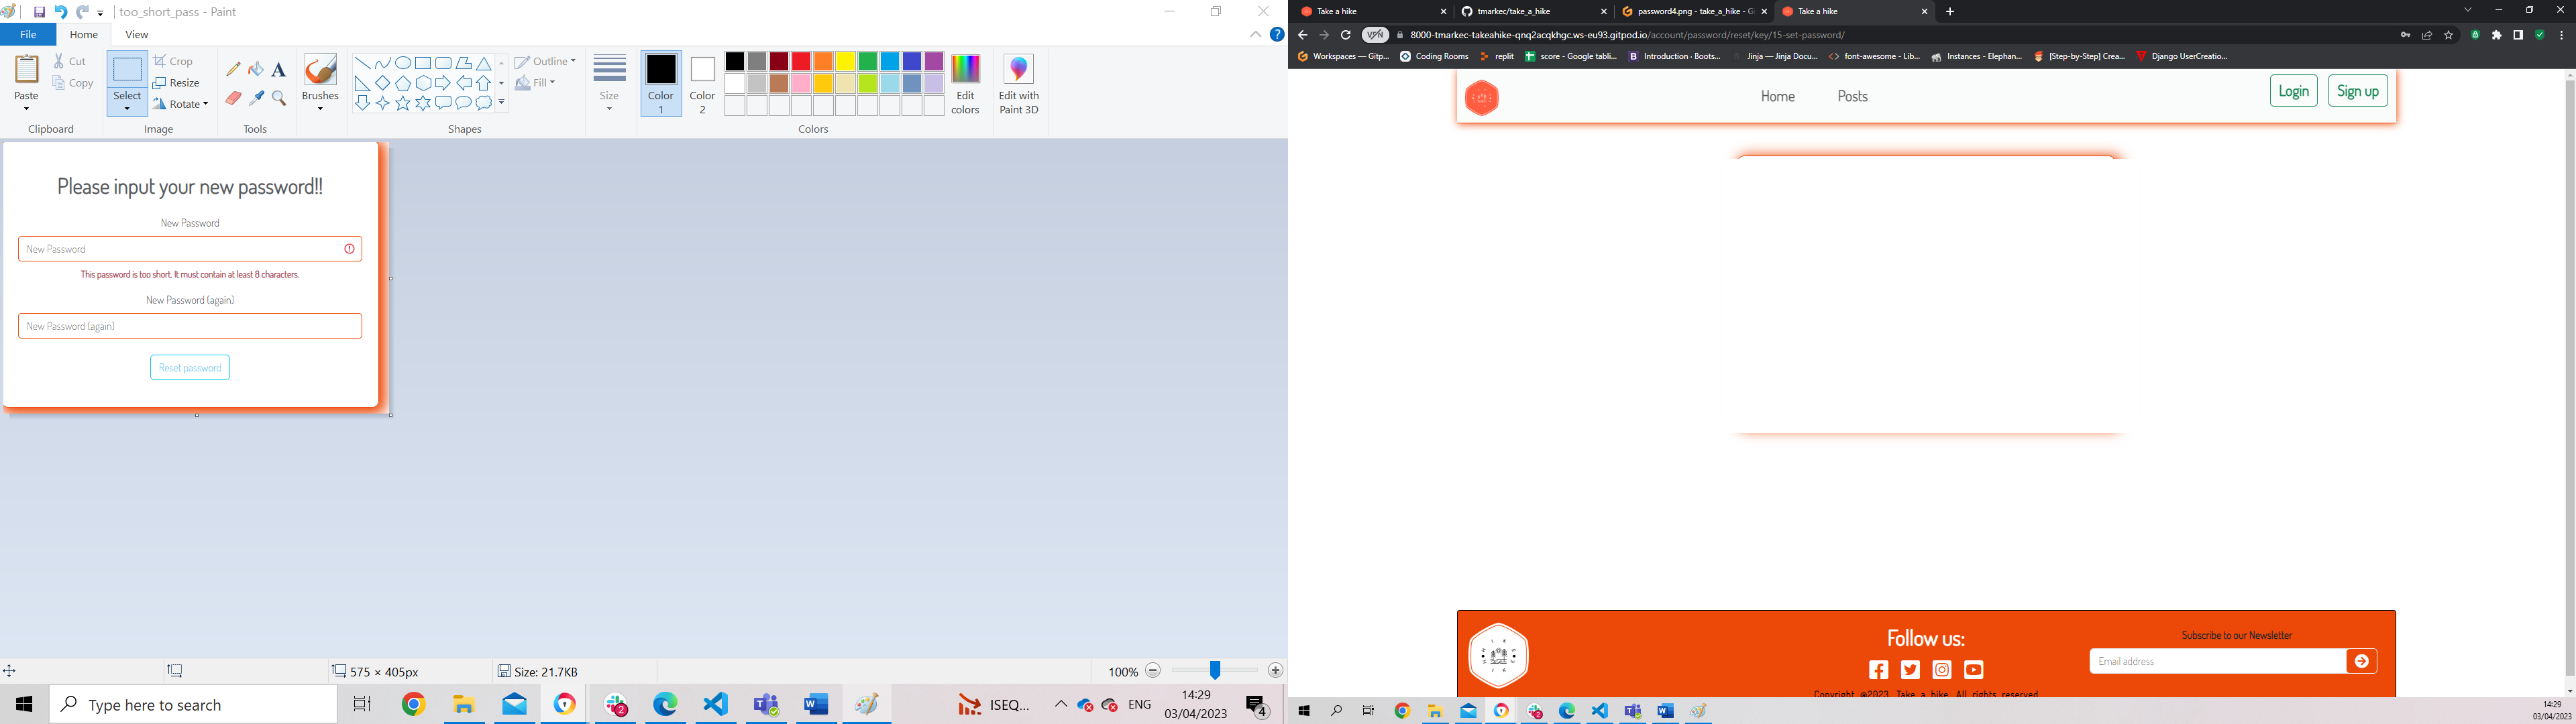 too_short_pass - Paint
File
Home
View
Paste
Cut
Copy
Clipboard
Select
Crop
Resize
Rotate
Image
Tools
Brushes
Shapes
Outline
Fill
Size
Color
1
Color
2
Colors
Edit
colors
Edit with
Paint 3D
Please input your new password!!
New Password
New Password
This password is too short. It must contain at least 8 characters.
New Password (again)
New Password (again)
Reset password
575 × 405px
Size: 21.7KB
100%
Type here to search
ISEQ...
ENG
14:29
03/04/2023
4
2
Take a hike
tmarkec/take_a_hike
password4.png - take_a_hike - G
Take a hike
VPN
8000-tmarkec-takeahike-qnq2acqkhgc.ws-eu93.gitpod.io/account/password/reset/key/15-set-password/
Workspaces — Gitp...
Coding Rooms
replit
score - Google tabli...
Introduction · Boots...
Jinja — Jinja Docu...
font-awesome - Lib...
Instances - Elephan...
[Step-by-Step] Crea...
Django UserCreatio...
Home
Posts
Login
Sign up
Follow us:
Subscribe to our Newsletter
Email address
Copyright @2023 Take a hike. All rights reserved
14:29
03/04/2023